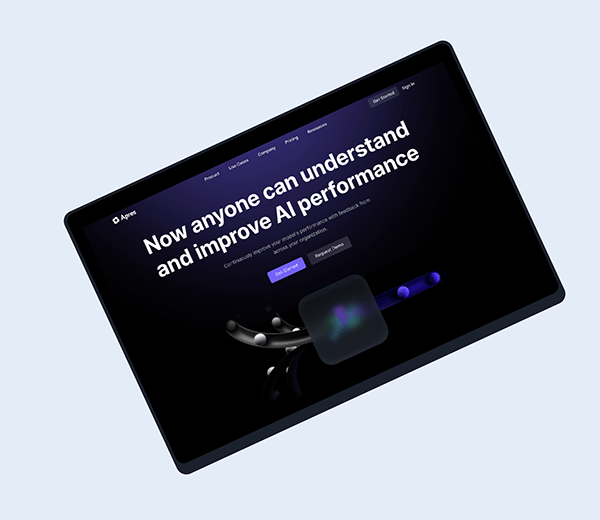 Apres
Product Use Cases Company Pricing Resources
Get Started Sign In
Now anyone can understand
and improve AI performance
Continuously improve your model's performance with feedback from
across your organization.
Get Started Request Demo